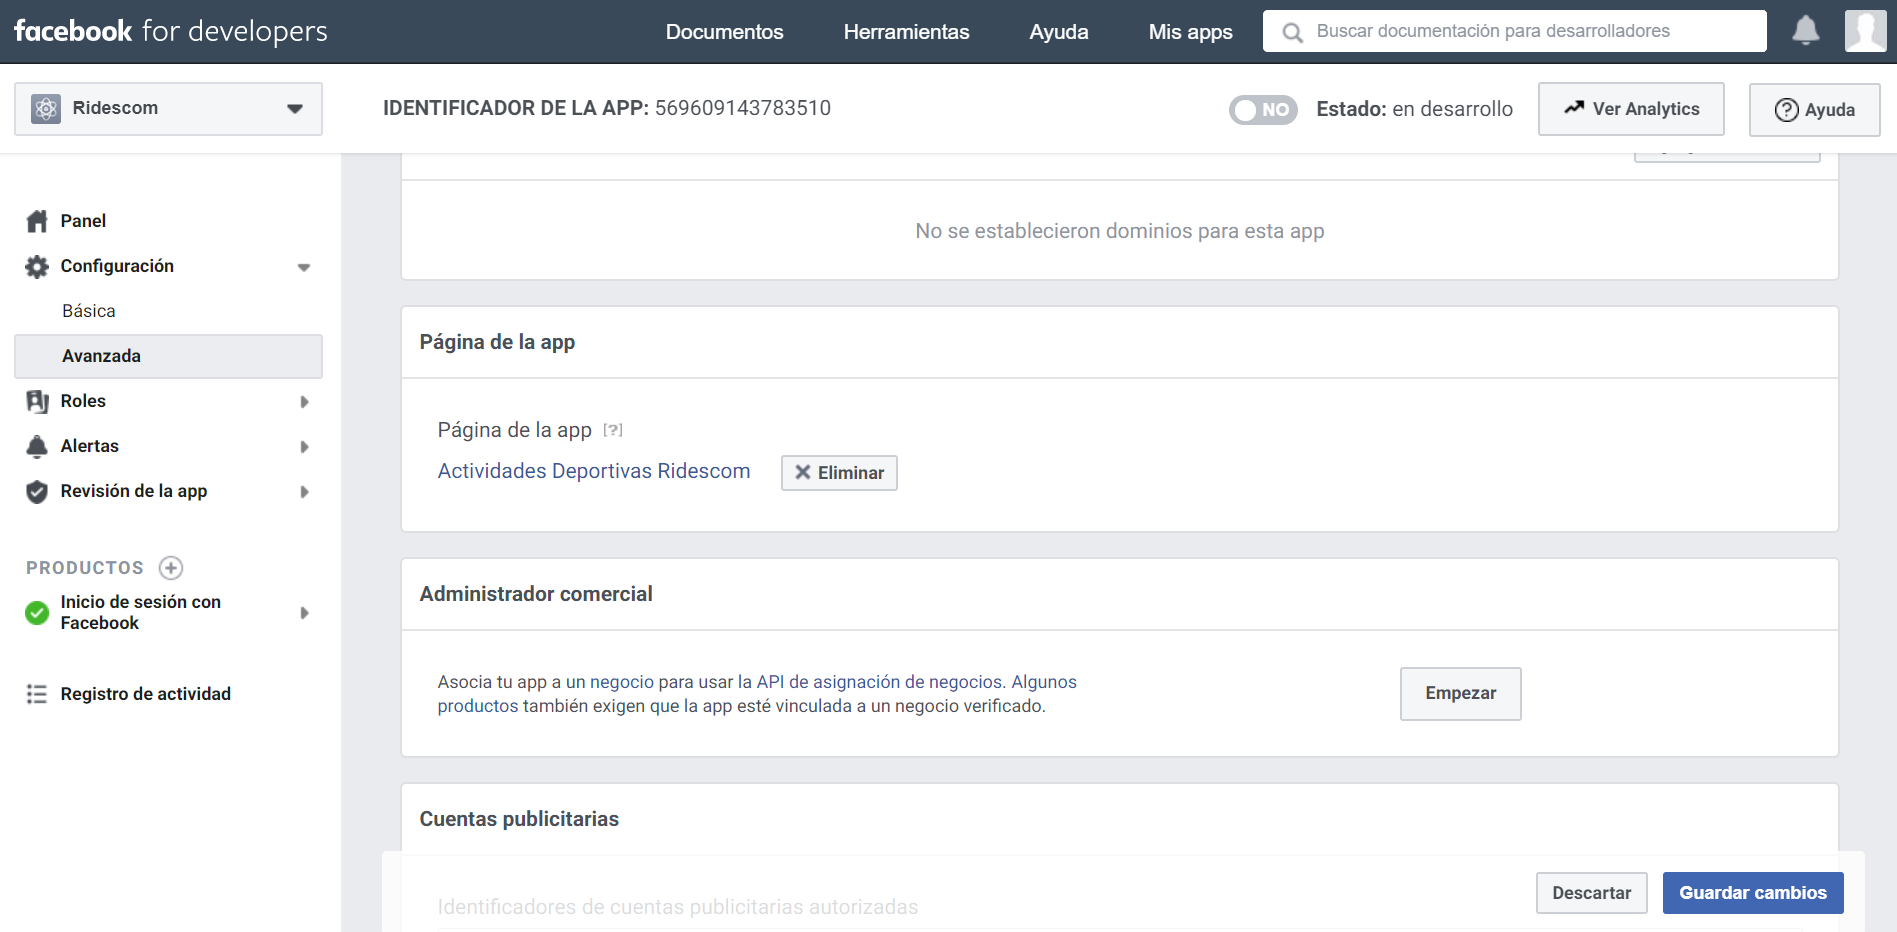 facebook for developers
Documentos
Herramientas
Ayuda
Mis apps
Buscar documentación para desarrolladores
Ridescom
IDENTIFICADOR DE LA APP: 569609143783510
NO
Estado: en desarrollo
Ver Analytics
Ayuda
Panel
Configuración
Básica
Avanzada
Roles
Alertas
Revisión de la app
PRODUCTOS
Inicio de sesión con
Facebook
Registro de actividad
No se establecieron dominios para esta app
Página de la app
Página de la app [?]
Actividades Deportivas Ridescom
Eliminar
Administrador comercial
Asocia tu app a un negocio para usar la API de asignación de negocios. Algunos
productos también exigen que la app esté vinculada a un negocio verificado.
Empezar
Cuentas publicitarias
Identificadores de cuentas publicitarias autorizadas
Descartar
Guardar cambios